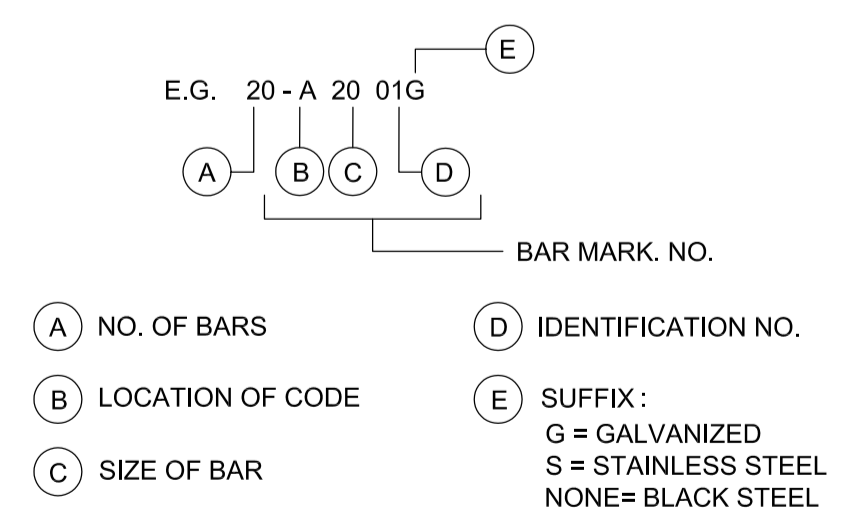 E
E.G. 20 - A 20 01G
A B C D
BAR MARK. NO.
A NO. OF BARS
B LOCATION OF CODE
C SIZE OF BAR
D IDENTIFICATION NO.
E SUFFIX :
G = GALVANIZED
S = STAINLESS STEEL
NONE= BLACK STEEL